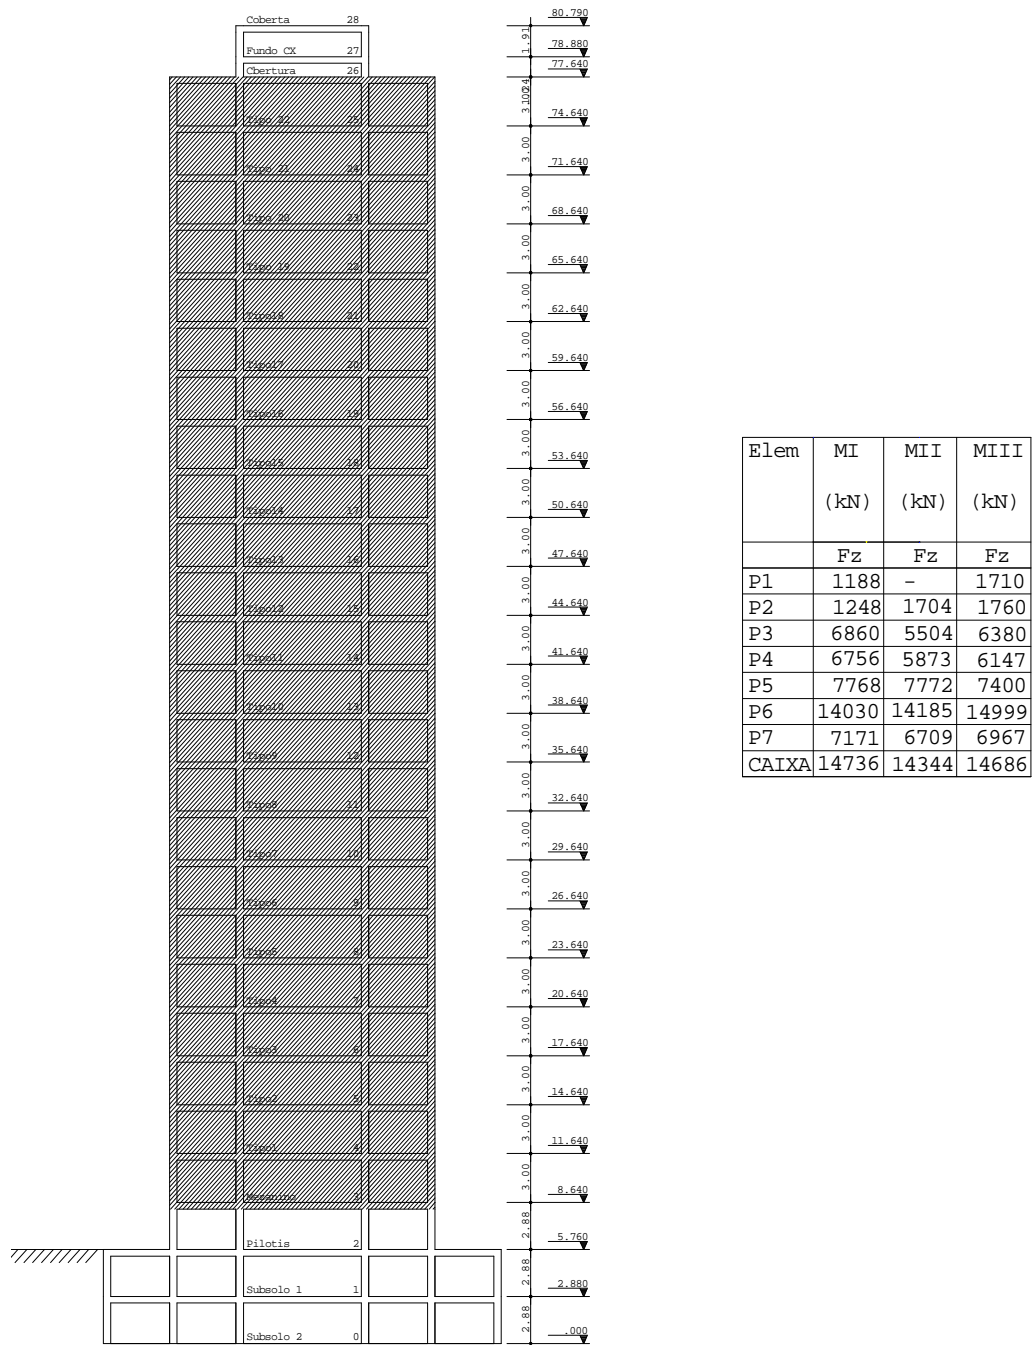 Coberta 28 80.790
1.91
Fundo CX 27 78.880
Cbertura 26 77.640
3.00
Tipo 22 25 74.640
3.00
Tipo 21 24 71.640
3.00
Tipo 20 23 68.640
3.00
Tipo 19 22 65.640
3.00
Tipo18 21 62.640
3.00
Tipo17 20 59.640
3.00
Tipo16 19 56.640
3.00
Tipo15 18 53.640
3.00
Tipo14 17 50.640
3.00
Tipo13 16 47.640
3.00
Tipo12 15 44.640
3.00
Tipo11 14 41.640
3.00
Tipo10 13 38.640
3.00
Tipo9 12 35.640
3.00
Tipo8 11 32.640
3.00
Tipo7 10 29.640
3.00
Tipo6 9 26.640
3.00
Tipo5 8 23.640
3.00
Tipo4 7 20.640
3.00
Tipo3 6 17.640
3.00
Tipo2 5 14.640
3.00
Tipo1 4 11.640
3.00
Mezanino 3 8.640
2.88
Pilotis 2 5.760
2.88
Subsolo 1 1 2.880
2.88
Subsolo 2 0 .000
Elem MI MII MIII
(kN) (kN) (kN)
Fz Fz Fz
P1 1188 - 1710
P2 1248 1704 1760
P3 6860 5504 6380
P4 6756 5873 6147
P5 7768 7772 7400
P6 14030 14185 14999
P7 7171 6709 6967
CAIXA 14736 14344 14686